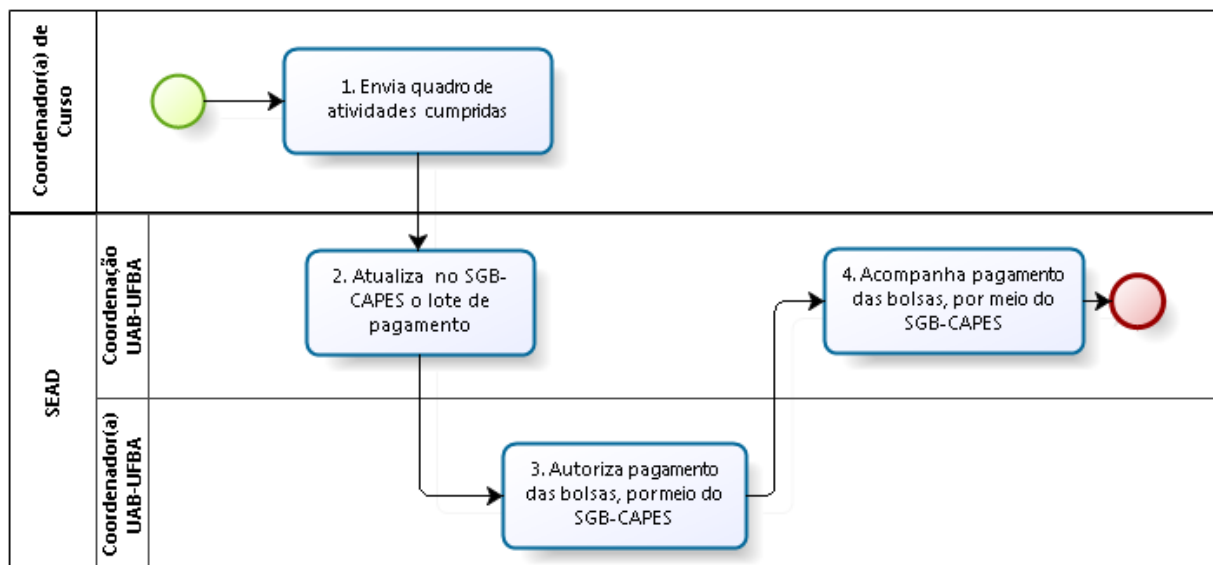 Coordenador(a) de
Curso
1. Envia quadro de
atividades cumpridas
SEAD
Coordenação
UAB-UFBA
2. Atualiza no SGB-
CAPES o lote de
pagamento
4. Acompanha pagamento
das bolsas, por meio do
SGB-CAPES
Coordenador(a)
UAB-UFBA
3. Autoriza pagamento
das bolsas, por meio do
SGB-CAPES